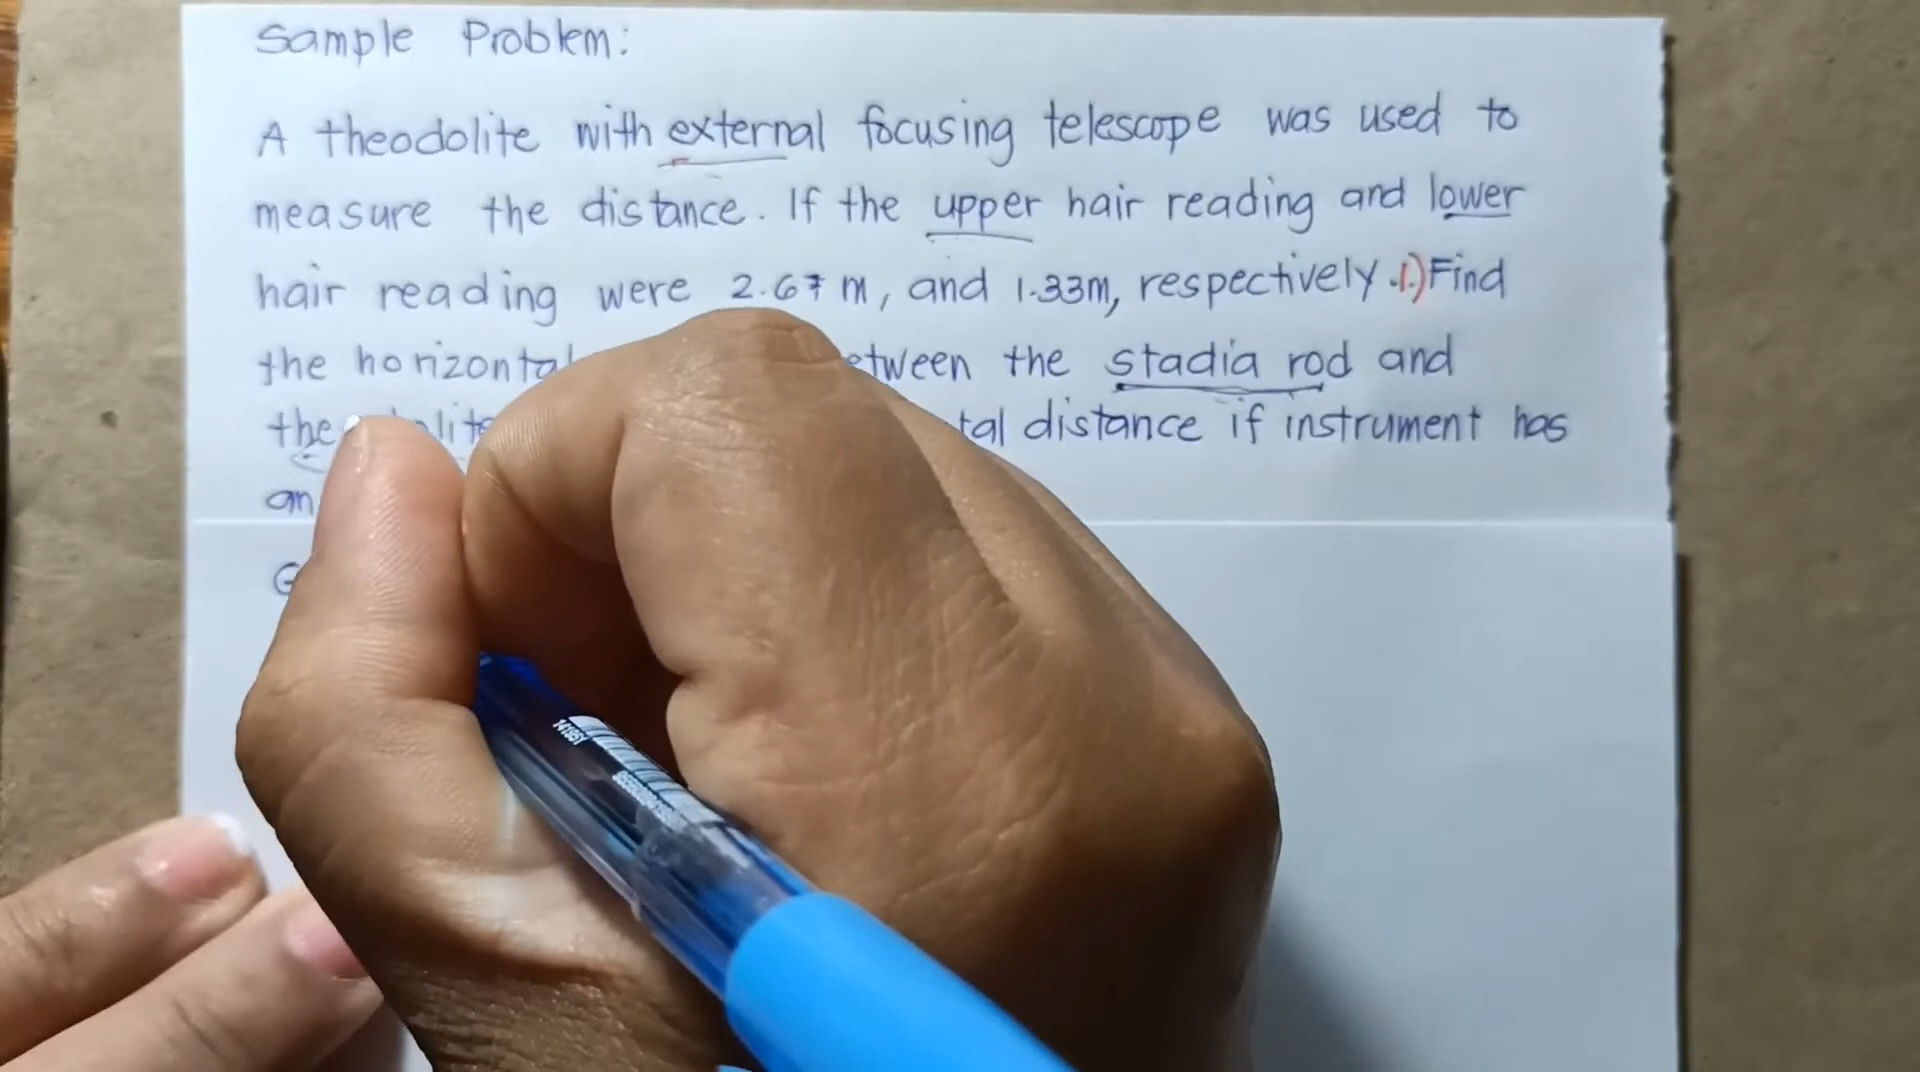 Sample Problem:
A theodolite with external focusing telescope was used to
measure the distance. If the upper hair reading and lower
hair reading were 2.67 m, and 1.33m, respectively. 1.) Find
the horizontal etween the stadia rod and
the lite tal distance if instrument has
an
G
141951